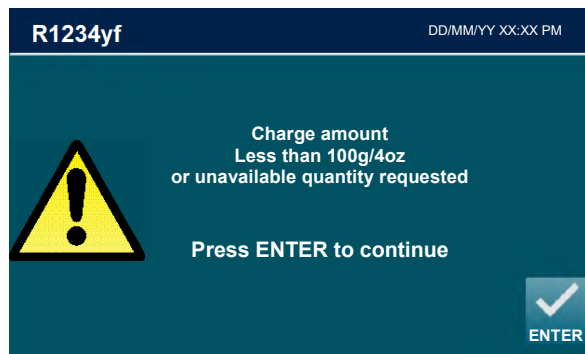 R1234yf
DD/MM/YY XX:XX PM
Charge amount
Less than 100g/4oz
or unavailable quantity requested
Press ENTER to continue
ENTER